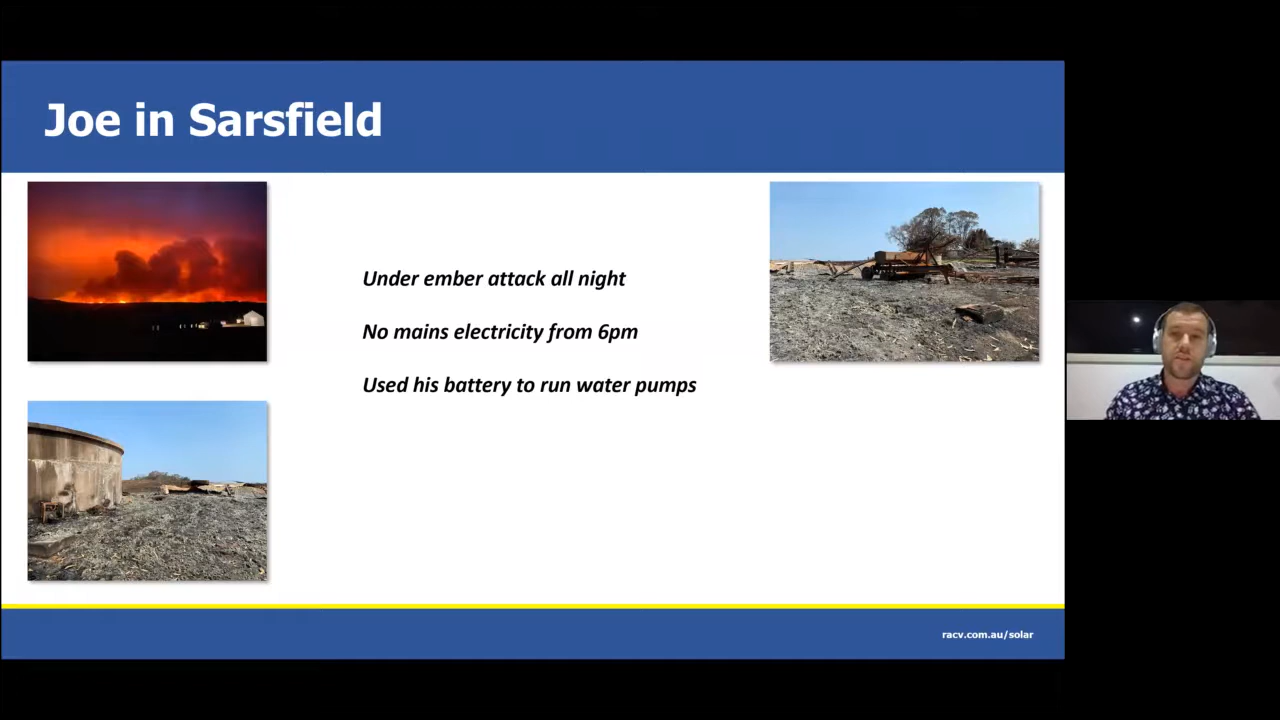 Joe in Sarsfield
Under ember attack all night
No mains electricity from 6pm
Used his battery to run water pumps
racv.com.au/solar